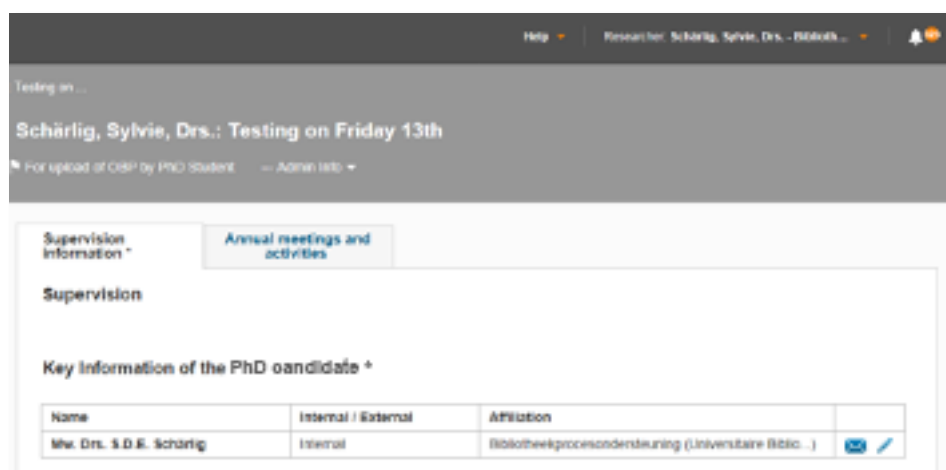 Help
Researcher: Schärlig, Sylvie, Drs. - Biblioth...
Testing on ...
Schärlig, Sylvie, Drs.: Testing on Friday 13th
For upload of OBP by PhD Student — Admin Info
Supervision information *
Annual meetings and activities
Supervision
Key Information of the PhD candidate *
Name Internal / External Affiliation
Mw. Drs. S.D.E. Schärlig Internal Bibliotheekprocesondersteuning (Universitaire Biblio...)